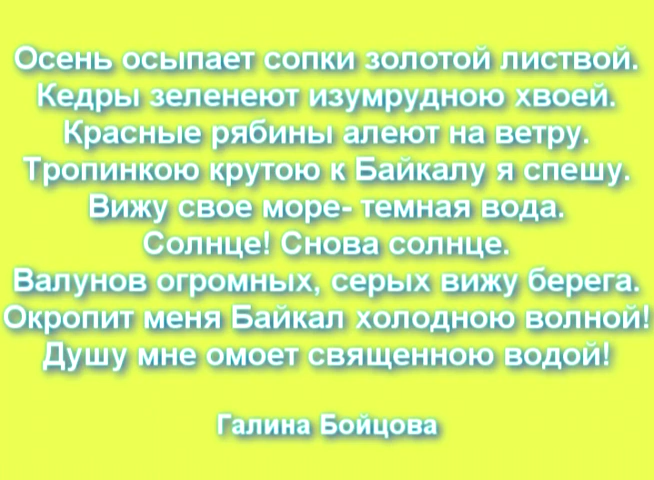 Осень осыпает сопки золотой листвой.
Кедры зеленеют изумрудною хвоей.
Красные рябины алеют на ветру.
Тропинкою крутою к Байкалу я спешу.
Вижу свое море- темная вода.
Солнце! Снова солнце.
Валунов огромных, серых вижу берега.
Окропит меня Байкал холодною волной!
Душу мне омоет священною водой!
Галина Бойцова